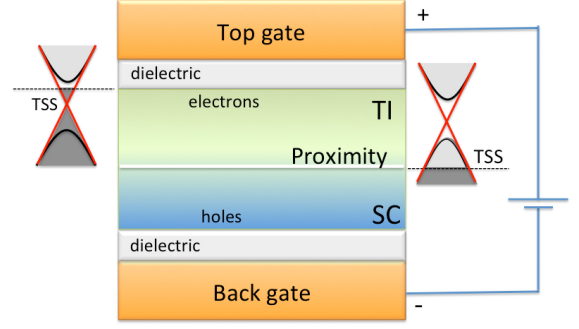 Top gate
+
dielectric
electrons
TI
TSS
Proximity
TSS
holes
SC
dielectric
Back gate
-